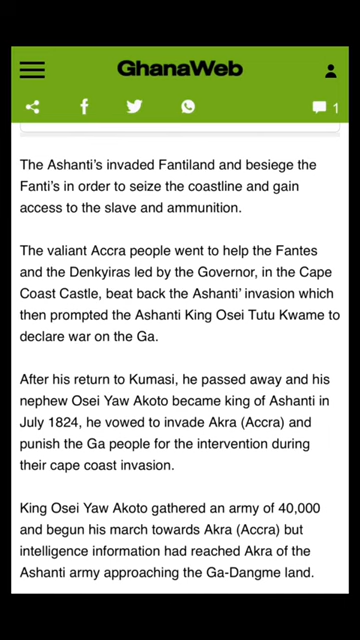 GhanaWeb
1
The Ashanti's invaded Fantiland and besiege the
Fanti's in order to seize the coastline and gain
access to the slave and ammunition.
The valiant Accra people went to help the Fantes
and the Denkyiras led by the Governor, in the Cape
Coast Castle, beat back the Ashanti' invasion which
then prompted the Ashanti King Osei Tutu Kwame to
declare war on the Ga.
After his return to Kumasi, he passed away and his
nephew Osei Yaw Akoto became king of Ashanti in
July 1824, he vowed to invade Akra (Accra) and
punish the Ga people for the intervention during
their cape coast invasion.
King Osei Yaw Akoto gathered an army of 40,000
and begun his march towards Akra (Accra) but
intelligence information had reached Akra of the
Ashanti army approaching the Ga-Dangme land.